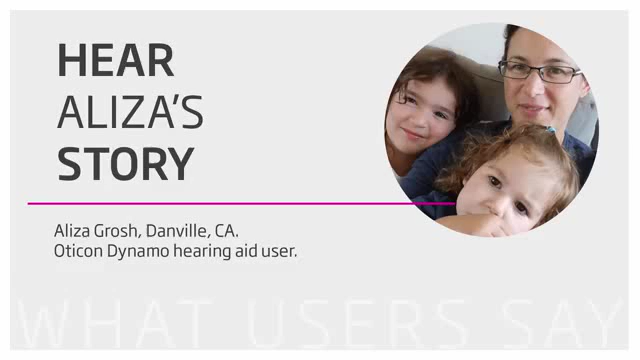 HEAR
ALIZA'S
STORY
Aliza Grosh, Danville, CA.
Oticon Dynamo hearing aid user.
WHAT USERS SAY